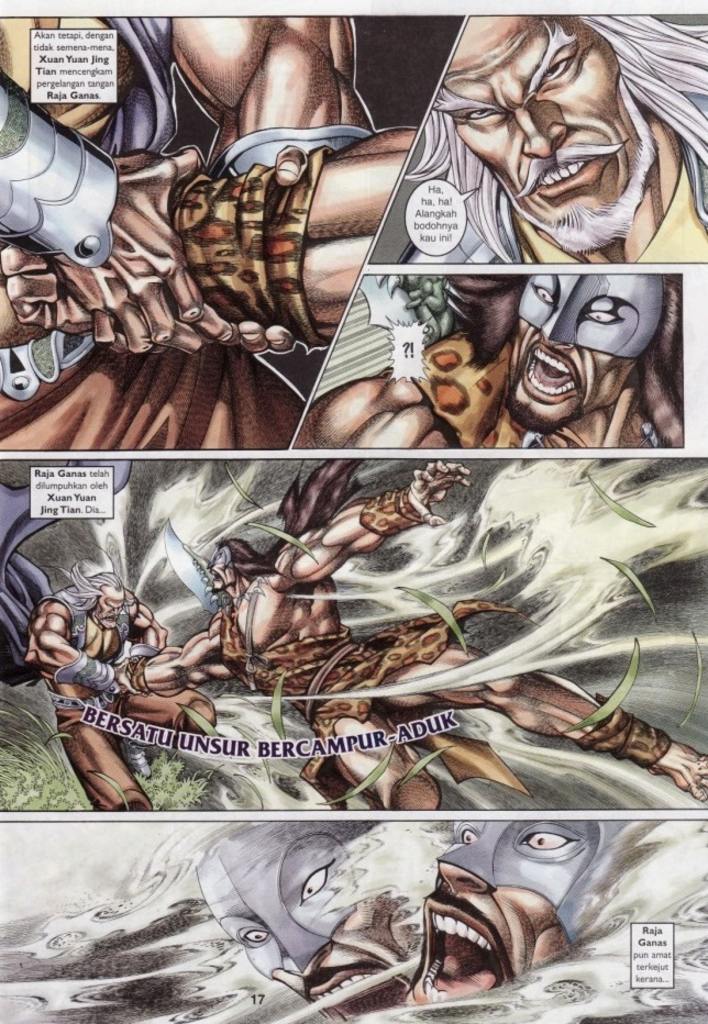 Akan tetapi, dengan
tidak semena-mena,
Xuan Yuan Jing
Tian mencengkam
pergelangan tangan
Raja Ganas.
Ha,
ha, ha!
Alangkah
bodohnya
kau ini!
?!
Raja Ganas telah
dilumpuhkan oleh
Xuan Yuan
Jing Tian. Dia...
BERSATU UNSUR BERCAMPUR-ADUK
Raja
Ganas
pun amat
terkejut
kerana...
17